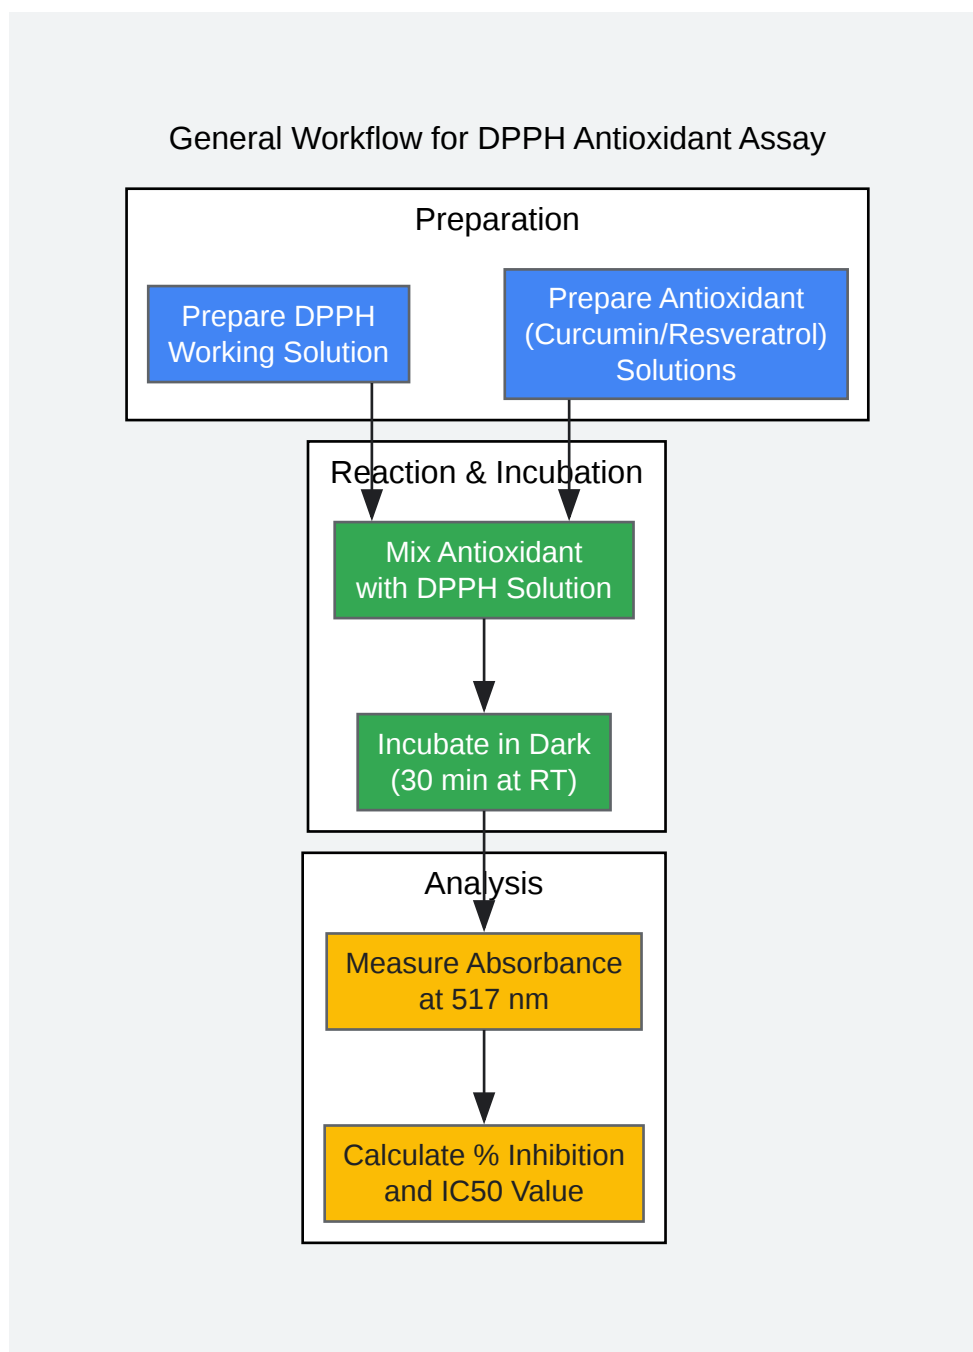 General Workflow for DPPH Antioxidant Assay
Preparation
Prepare DPPH
Working Solution
Prepare Antioxidant
(Curcumin/Resveratrol)
Solutions
Reaction & Incubation
Mix Antioxidant
with DPPH Solution
Incubate in Dark
(30 min at RT)
Analysis
Measure Absorbance
at 517 nm
Calculate % Inhibition
and IC50 Value